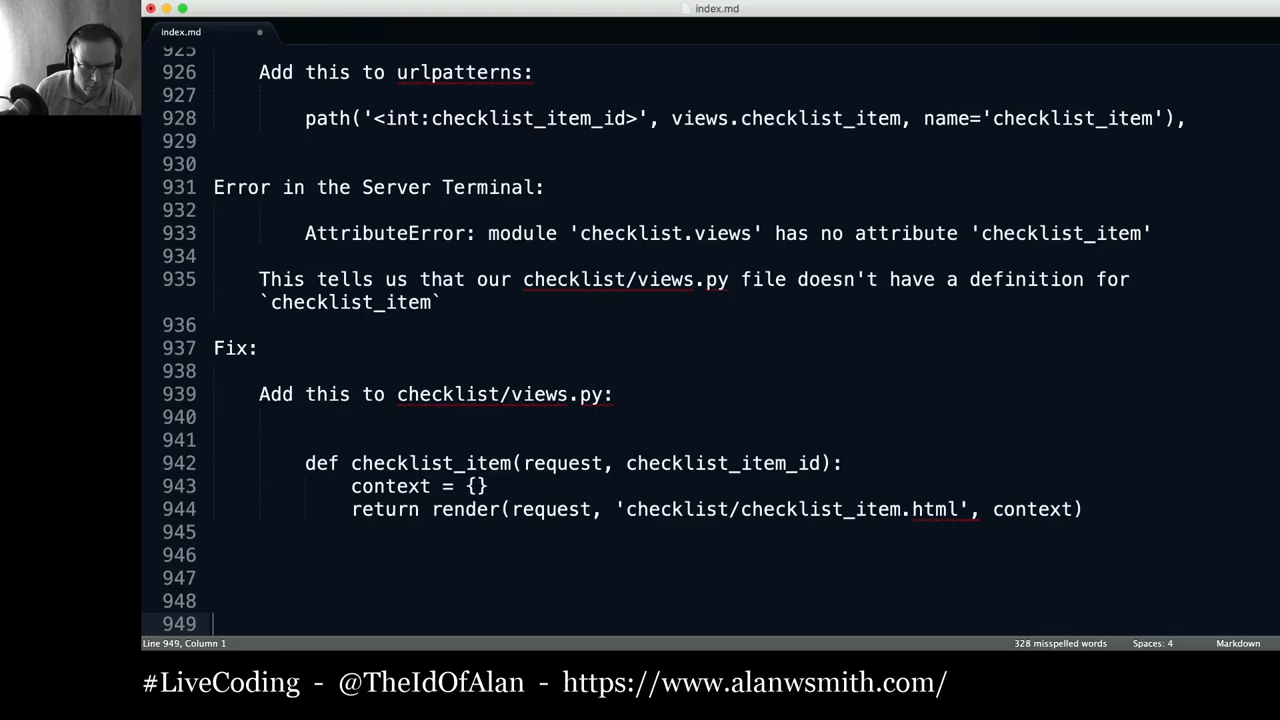 index.md
index.md
925
926 Add this to urlpatterns:
927
928 path('<int:checklist_item_id>', views.checklist_item, name='checklist_item'),
929
930
931 Error in the Server Terminal:
932
933 AttributeError: module 'checklist.views' has no attribute 'checklist_item'
934
935 This tells us that our checklist/views.py file doesn't have a definition for
`checklist_item`
936
937 Fix:
938
939 Add this to checklist/views.py:
940
941
942 def checklist_item(request, checklist_item_id):
943 context = {}
944 return render(request, 'checklist/checklist_item.html', context)
945
946
947
948
949
Line 949, Column 1 328 misspelled words Spaces: 4 Markdown
#LiveCoding - @TheIdOfAlan - https://www.alanwsmith.com/